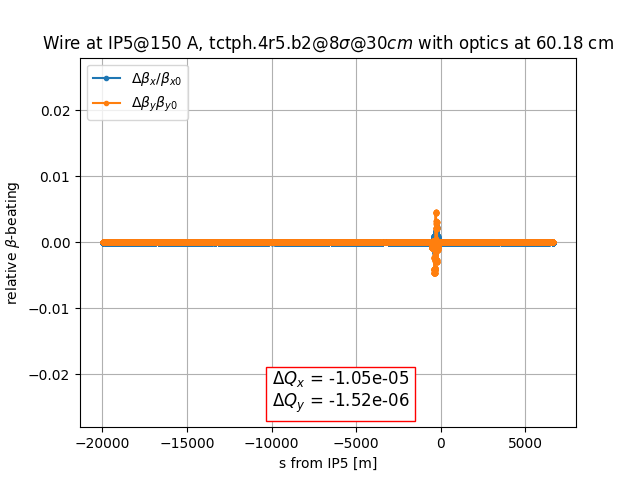 Wire at IP5@150 A, tctph.4r5.b2@8σ@30cm with optics at 60.18 cm
Δβx/βx0
Δβyβy0
0.02
0.01
0.00
−0.01
−0.02
relative β-beating
ΔQx = -1.05e-05
ΔQy = -1.52e-06
−20000 −15000 −10000 −5000 0 5000
s from IP5 [m]